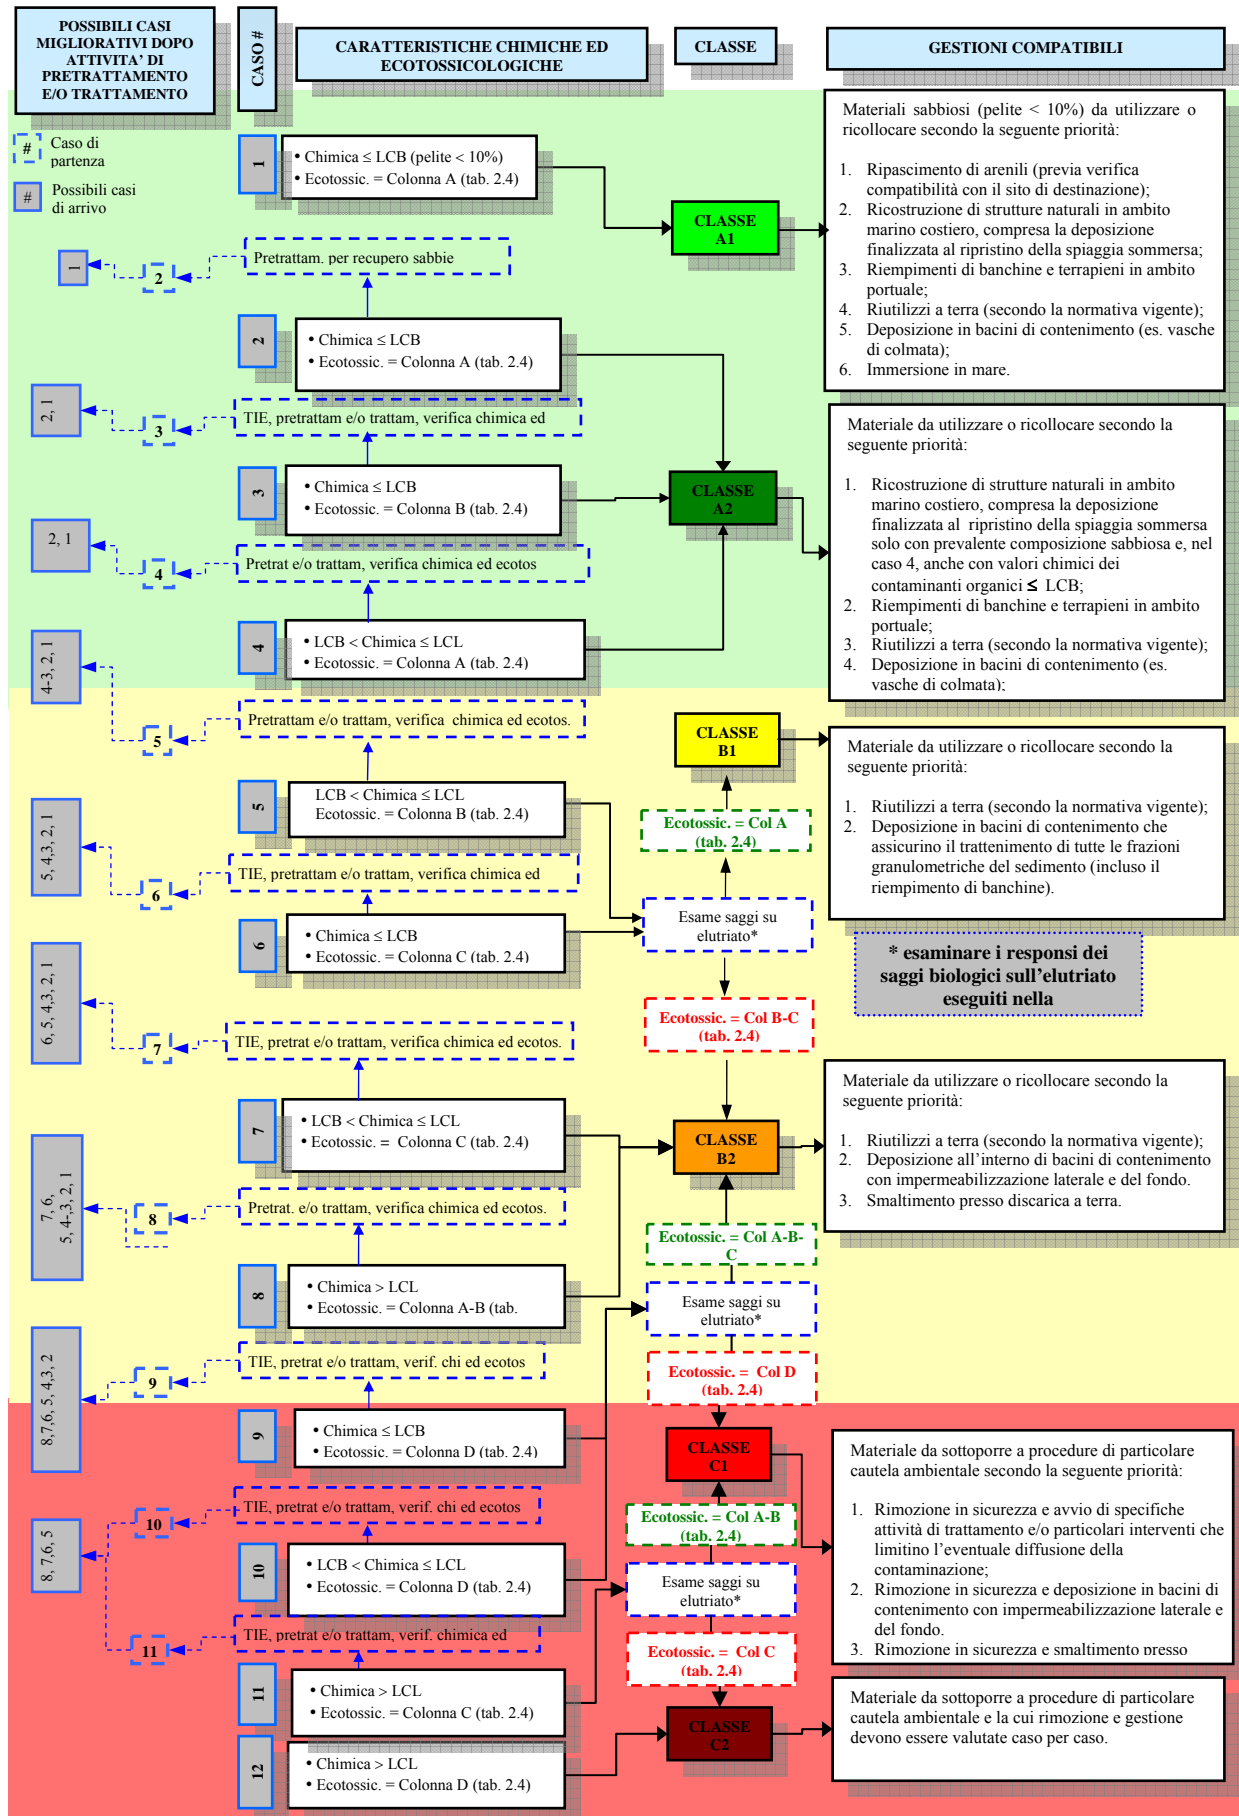 POSSIBILI CASI
MIGLIORATIVI DOPO
ATTIVITA' DI
PRETRATTAMENTO
E/O TRATTAMENTO
CASO #
CARATTERISTICHE CHIMICHE ED
ECOTOSSICOLOGICHE
CLASSE
GESTIONI COMPATIBILI
# Caso di
partenza
# Possibili casi
di arrivo
1
• Chimica ≤ LCB (pelite < 10%)
• Ecotossic. = Colonna A (tab. 2.4)
CLASSE
A1
Materiali sabbiosi (pelite < 10%) da utilizzare o
ricollocare secondo la seguente priorità:
1. Ripascimento di arenili (previa verifica
compatibilità con il sito di destinazione);
2. Ricostruzione di strutture naturali in ambito
marino costiero, compresa la deposizione
finalizzata al ripristino della spiaggia sommersa;
3. Riempimenti di banchine e terrapieni in ambito
portuale;
4. Riutilizzi a terra (secondo la normativa vigente);
5. Deposizione in bacini di contenimento (es. vasche
di colmata);
6. Immersione in mare.
1
2
Pretrattam. per recupero sabbie
2
• Chimica ≤ LCB
• Ecotossic. = Colonna A (tab. 2.4)
2, 1
3
TIE, pretrattam e/o trattam, verifica chimica ed
3
• Chimica ≤ LCB
• Ecotossic. = Colonna B (tab. 2.4)
CLASSE
A2
Materiale da utilizzare o ricollocare secondo la
seguente priorità:
1. Ricostruzione di strutture naturali in ambito
marino costiero, compresa la deposizione
finalizzata al ripristino della spiaggia sommersa
solo con prevalente composizione sabbiosa e, nel
caso 4, anche con valori chimici dei
contaminanti organici ≤ LCB;
2. Riempimenti di banchine e terrapieni in ambito
portuale;
3. Riutilizzi a terra (secondo la normativa vigente);
4. Deposizione in bacini di contenimento (es.
vasche di colmata);
2, 1
4
Pretrat e/o trattam, verifica chimica ed ecotos
4
• LCB < Chimica ≤ LCL
• Ecotossic. = Colonna A (tab. 2.4)
4-3, 2, 1
5
Pretrattam e/o trattam, verifica chimica ed ecotos.
5
LCB < Chimica ≤ LCL
Ecotossic. = Colonna B (tab. 2.4)
CLASSE
B1
Materiale da utilizzare o ricollocare secondo la
seguente priorità:
1. Riutilizzi a terra (secondo la normativa vigente);
2. Deposizione in bacini di contenimento che
assicurino il trattenimento di tutte le frazioni
granulometriche del sedimento (incluso il
riempimento di banchine).
Ecotossic. = Col A
(tab. 2.4)
5, 4,3, 2, 1
6
TIE, pretrattam e/o trattam, verifica chimica ed
6
• Chimica ≤ LCB
• Ecotossic. = Colonna C (tab. 2.4)
Esame saggi su
elutriato*
* esaminare i responsi dei
saggi biologici sull'elutriato
eseguiti nella
Ecotossic. = Col B-C
(tab. 2.4)
6, 5, 4,3, 2, 1
7
TIE, pretrat e/o trattam, verifica chimica ed ecotos.
7
• LCB < Chimica ≤ LCL
• Ecotossic. = Colonna C (tab. 2.4)
CLASSE
B2
Materiale da utilizzare o ricollocare secondo la
seguente priorità:
1. Riutilizzi a terra (secondo la normativa vigente);
2. Deposizione all'interno di bacini di contenimento
con impermeabilizzazione laterale e del fondo.
3. Smaltimento presso discarica a terra.
7, 6,
5, 4-,3, 2, 1
8
Pretrat. e/o trattam, verifica chimica ed ecotos.
8
• Chimica > LCL
• Ecotossic. = Colonna A-B (tab.
Ecotossic. = Col A-B-
C
Esame saggi su
elutriato*
Ecotossic. = Col D
(tab. 2.4)
8,7,6, 5, 4,3, 2
9
TIE, pretrat e/o trattam, verif. chi ed ecotos
9
• Chimica ≤ LCB
• Ecotossic. = Colonna D (tab. 2.4)
CLASSE
C1
Materiale da sottoporre a procedure di particolare
cautela ambientale secondo la seguente priorità:
1. Rimozione in sicurezza e avvio di specifiche
attività di trattamento e/o particolari interventi che
limitino l'eventuale diffusione della
contaminazione;
2. Rimozione in sicurezza e deposizione in bacini di
contenimento con impermeabilizzazione laterale e
del fondo.
3. Rimozione in sicurezza e smaltimento presso
8, 7,6, 5
10
TIE, pretrat e/o trattam, verif. chi ed ecotos
10
• LCB < Chimica ≤ LCL
• Ecotossic. = Colonna D (tab. 2.4)
Ecotossic. = Col A-B
(tab. 2.4)
Esame saggi su
elutriato*
Ecotossic. = Col C
(tab. 2.4)
11
TIE, pretrat e/o trattam, verif. chimica ed
11
• Chimica > LCL
• Ecotossic. = Colonna C (tab. 2.4)
CLASSE
C2
Materiale da sottoporre a procedure di particolare
cautela ambientale e la cui rimozione e gestione
devono essere valutate caso per caso.
12
• Chimica > LCL
• Ecotossic. = Colonna D (tab. 2.4)